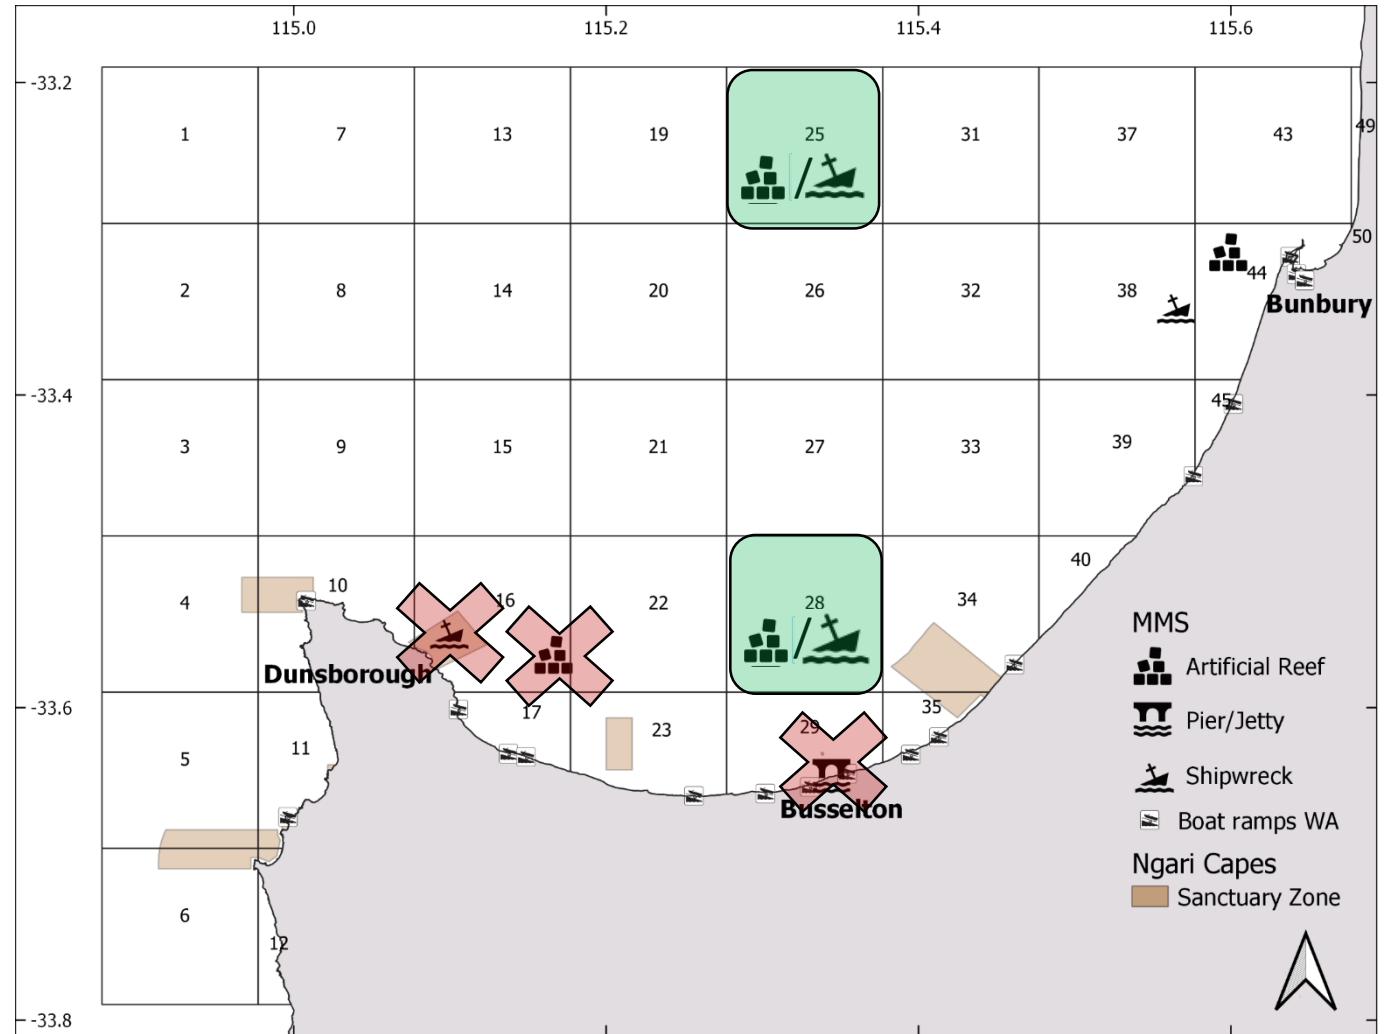 115.0 115.2 115.4 115.6
-33.2
1 7 13 19 25 31 37 43 49
50
2 8 14 20 26 32 38 44
Bunbury
-33.4
45
3 9 15 21 27 33 39
40
4 10 16 22 28 34
MMS
Artificial Reef
Dunsborough
-33.6
17 35
Pier/Jetty
5 11 23 29
Shipwreck
Busselton
Boat ramps WA
Ngari Capes
Sanctuary Zone
6
12
-33.8